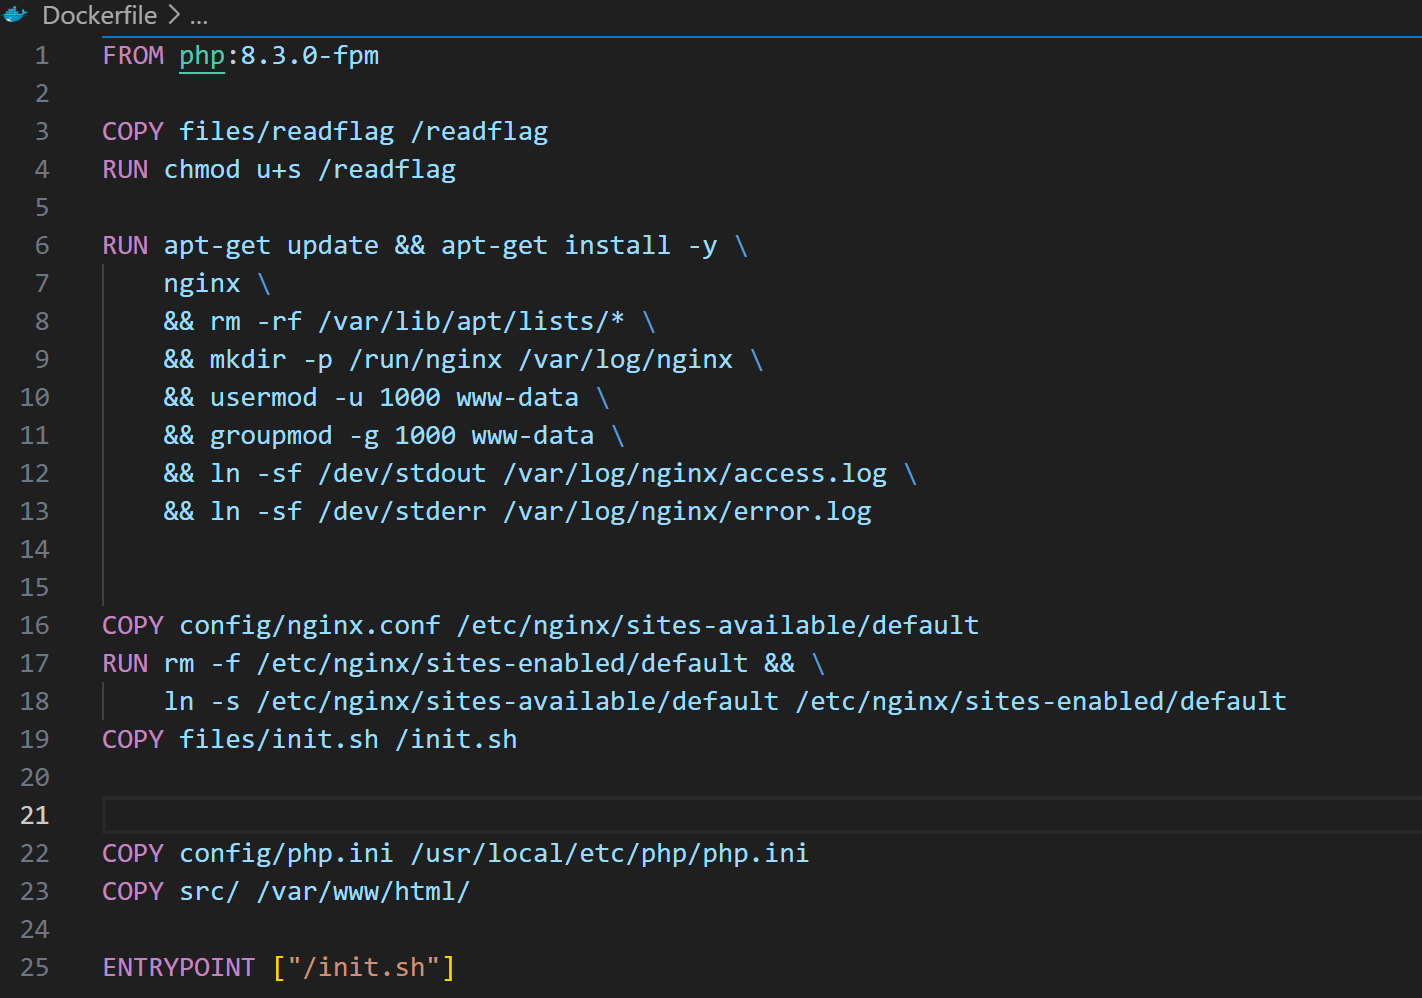 Dockerfile > ...
1 FROM php:8.3.0-fpm
2
3 COPY files/readflag /readflag
4 RUN chmod u+s /readflag
5
6 RUN apt-get update && apt-get install -y \
7 nginx \
8 && rm -rf /var/lib/apt/lists/* \
9 && mkdir -p /run/nginx /var/log/nginx \
10 && usermod -u 1000 www-data \
11 && groupmod -g 1000 www-data \
12 && ln -sf /dev/stdout /var/log/nginx/access.log \
13 && ln -sf /dev/stderr /var/log/nginx/error.log
14
15
16 COPY config/nginx.conf /etc/nginx/sites-available/default
17 RUN rm -f /etc/nginx/sites-enabled/default && \
18 ln -s /etc/nginx/sites-available/default /etc/nginx/sites-enabled/default
19 COPY files/init.sh /init.sh
20
21
22 COPY config/php.ini /usr/local/etc/php/php.ini
23 COPY src/ /var/www/html/
24
25 ENTRYPOINT ["/init.sh"]